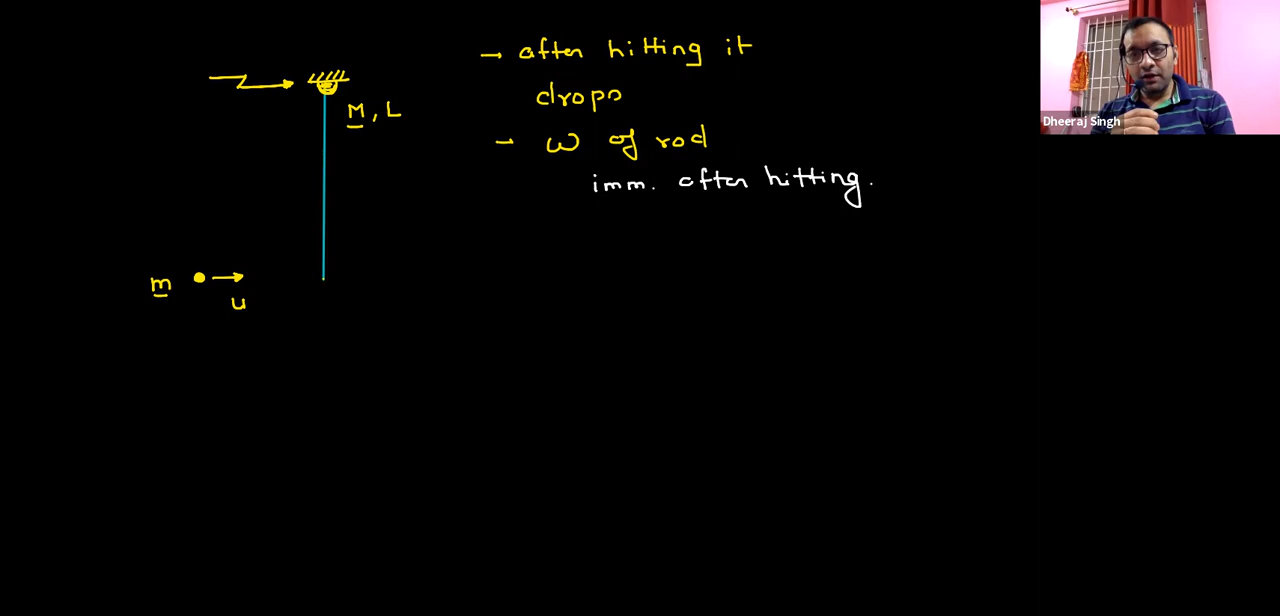 → after hitting it
drops
M, L
- ω of rod
imm. after hitting.
m
u
Dheeraj Singh